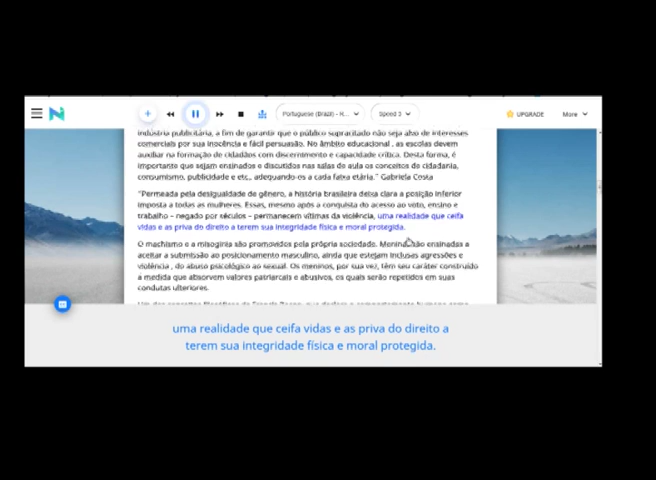 Portuguese (Brazil) - R...
Speed 3
UPGRADE
More
indústria publicitária, a fim de garantir que o público supracitado não seja alvo de interesses
comerciais por sua inocência e fácil persuasão. No âmbito educacional , as escolas devem
auxiliar na formação de cidadãos com discernimento e capacidade crítica. Desta forma, é
importante que sejam ensinados e discutidos nas salas de aula os conceitos de cidadania,
consumismo, publicidade e etc., adequando-os a cada faixa etária." Gabriela Costa
"Permeada pela desigualdade de gênero, a história brasileira deixa clara a posição inferior
imposta a todas as mulheres. Essas, mesmo após a conquista do acesso ao voto, ensino e
trabalho – negado por séculos – permanecem vítimas da violência, uma realidade que ceifa
vidas e as priva do direito a terem sua integridade física e moral protegida.
O machismo e a misoginia são promovidos pela própria sociedade. Meninas são ensinadas a
aceitar a submissão ao posicionamento masculino, ainda que estejam inclusas agressões e
violência , do abuso psicológico ao sexual. Os meninos, por sua vez, têm seu caráter construído
a medida que absorvem valores patriarcais e abusivos, os quais serão repetidos em suas
condutas ulteriores.
uma realidade que ceifa vidas e as priva do direito a
terem sua integridade física e moral protegida.